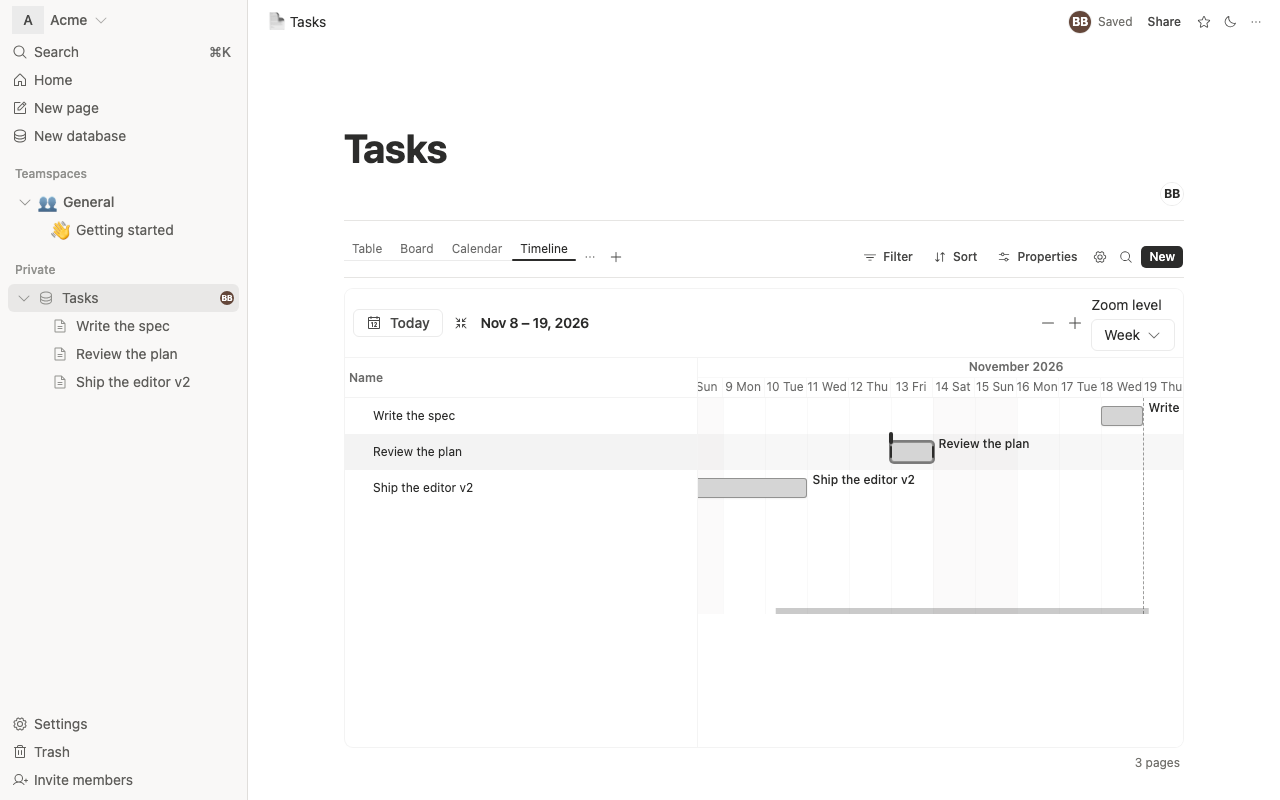 A Acme
Search ⌘K
Home
New page
New database
Teamspaces
General
Getting started
Private
Tasks BB
Write the spec
Review the plan
Ship the editor v2
Settings
Trash
Invite members
Tasks
BB Saved Share
Tasks
BB
Table Board Calendar Timeline
Filter Sort Properties New
Zoom level
12 Today Nov 8 – 19, 2026 Week
Name
November 2026
Sun 9 Mon 10 Tue 11 Wed 12 Thu 13 Fri 14 Sat 15 Sun 16 Mon 17 Tue 18 Wed 19 Thu
Write the spec Write
Review the plan Review the plan
Ship the editor v2 Ship the editor v2
3 pages